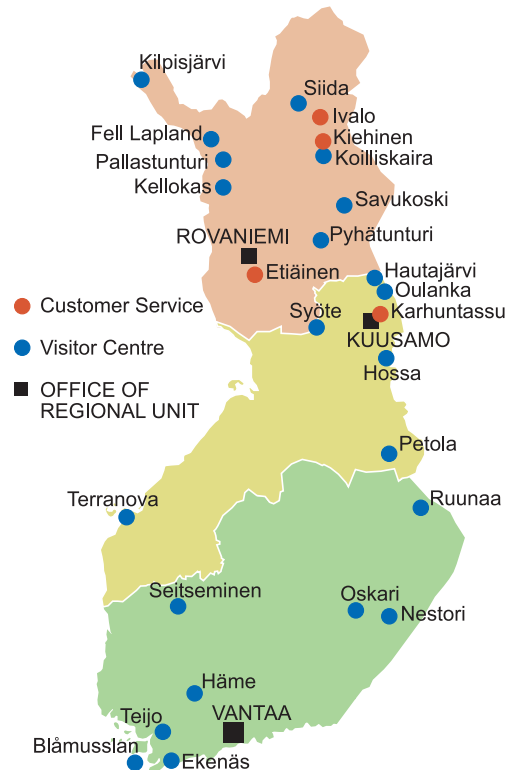 Kilpisjärvi
Siida
Ivalo
Fell Lapland
Kiehinen
Pallastunturi
Koilliskaira
Kellokas
Savukoski
ROVANIEMI
Pyhätunturi
Etiäinen
Hautajärvi
Oulanka
Customer Service
Syöte
Karhuntassu
Visitor Centre
KUUSAMO
Hossa
OFFICE OF
REGIONAL UNIT
Petola
Terranova
Ruunaa
Seitseminen
Oskari
Nestori
Häme
Teijo
VANTAA
Blåmusslan
Ekenäs